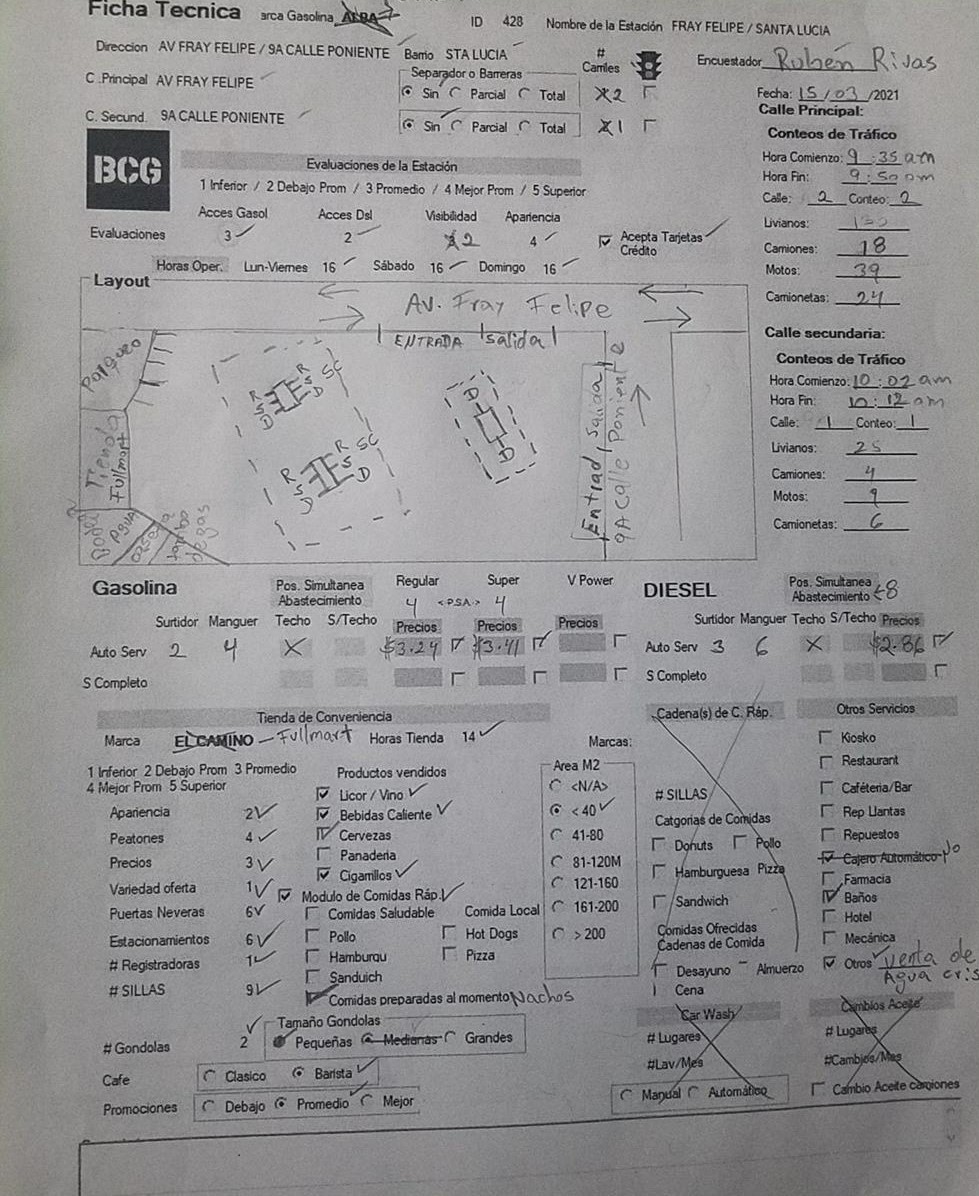 Ficha Tecnica arca Gasolina ALBA ID 428 Nombre de la Estación FRAY FELIPE / SANTA LUCIA
Direccion AV FRAY FELIPE / 9A CALLE PONIENTE Barrio STA LUCIA # Carriles Encuestador Rubén Rivas
C .Principal AV FRAY FELIPE Separador o Barreras Sin Parcial Total 2
C. Secund. 9A CALLE PONIENTE Sin Parcial Total 1
Fecha: 15/03/2021
Calle Principal:
Conteos de Tráfico
Hora Comienzo: 9:35 am
Hora Fin: 9:50 am
Calle: 2 Conteo: 2
Livianos:
Camiones: 18
Motos: 39
Camionetas: 24
Calle secundaria:
Conteos de Tráfico
Hora Comienzo: 10:02 am
Hora Fin: 10:12 am
Calle: 1 Conteo: 1
Livianos: 25
Camiones: 4
Motos: 9
Camionetas: 6
BCG
Evaluaciones de la Estación
1 Inferior / 2 Debajo Prom / 3 Promedio / 4 Mejor Prom / 5 Superior
Acces Gasol Acces Dsl Visibilidad Apariencia
Evaluaciones 3 2 2 4 Acepta Tarjetas Crédito
Horas Oper. Lun-Viernes 16 Sábado 16 Domingo 16
Layout
AV. Fray Felipe
ENTRADA salida
Parqueo
Tienda Fullmart
R S D R S D SC
R S D R S D SC
D D
Entrad salida
9A Calle Poniente
agua
tambo de gas
Gasolina Pos. Simultanea Abastecimiento Regular Super V Power
4 <PSA> 4
Surtidor Manguer Techo S/Techo Precios Precios Precios
Auto Serv 2 4 X $3.24 $3.41
S Completo
DIESEL Pos. Simultanea Abastecimiento 8
Surtidor Manguer Techo S/Techo Precios
Auto Serv 3 6 X $2.86
S Completo
Tienda de Conveniencia
Marca EL CAMINO - Fullmart Horas Tienda 14
1 Inferior 2 Debajo Prom 3 Promedio
4 Mejor Prom 5 Superior
Apariencia 2
Peatones 4
Precios 3
Variedad oferta 1
Puertas Neveras 6
Estacionamientos 6
# Registradoras 1
# SILLAS 9
Productos vendidos
Licor / Vino
Bebidas Caliente
Cervezas
Panaderia
Cigarrillos
Modulo de Comidas Ráp.
Comidas Saludable Comida Local
Pollo Hot Dogs
Hamburqu Pizza
Sanduich
Comidas preparadas al momento Nachos
Marcas:
Area M2
<N/A>
< 40
41-80
81-120M
121-160
161-200
> 200
# Gondolas 2 Tamaño Gondolas Pequeñas Medianas Grandes
Cafe Clasico Barista
Promociones Debajo Promedio Mejor
Cadena(s) de C. Ráp.
# SILLAS
Catgorias de Comidas
Donuts Pollo
Hamburguesa Pizza
Sandwich
Comidas Ofrecidas
Cadenas de Comida
Desayuno Almuerzo
Cena
Car Wash
# Lugares
#Lav/Mes
Manual Automático
Otros Servicios
Kiosko
Restaurant
Caféteria/Bar
Rep Llantas
Repuestos
Cajero Automático No
Farmacia
Baños
Hotel
Mecánica
Otros Venta de Agua cris
Cambios Aceite
# Lugares
#Cambios/Mes
Cambio Aceite camiones